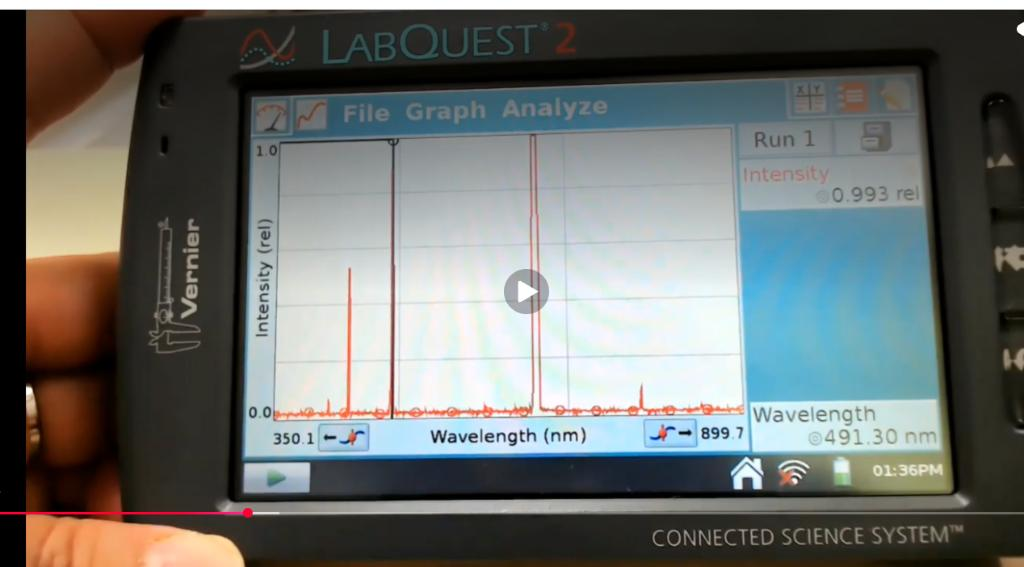 LABQUEST® 2
File Graph Analyze
X Y
Run 1
Intensity
0.993 rel
1.0
Intensity (rel)
0.0
350.1
Wavelength (nm)
899.7
Wavelength
491.30 nm
01:36PM
Vernier
CONNECTED SCIENCE SYSTEM™